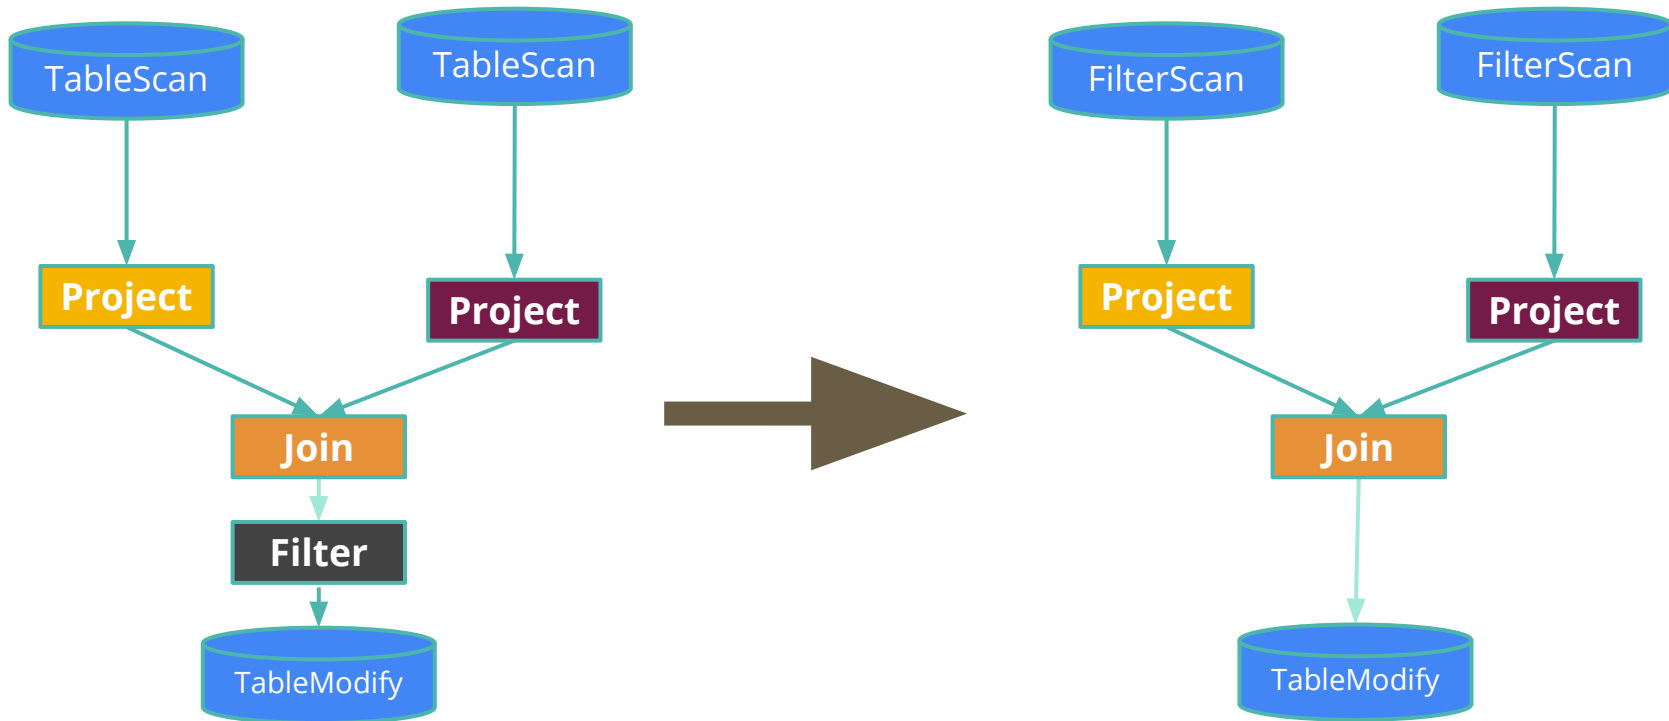 TableScan
TableScan
Project
Project
Join
Filter
TableModify
FilterScan
FilterScan
Project
Project
Join
TableModify